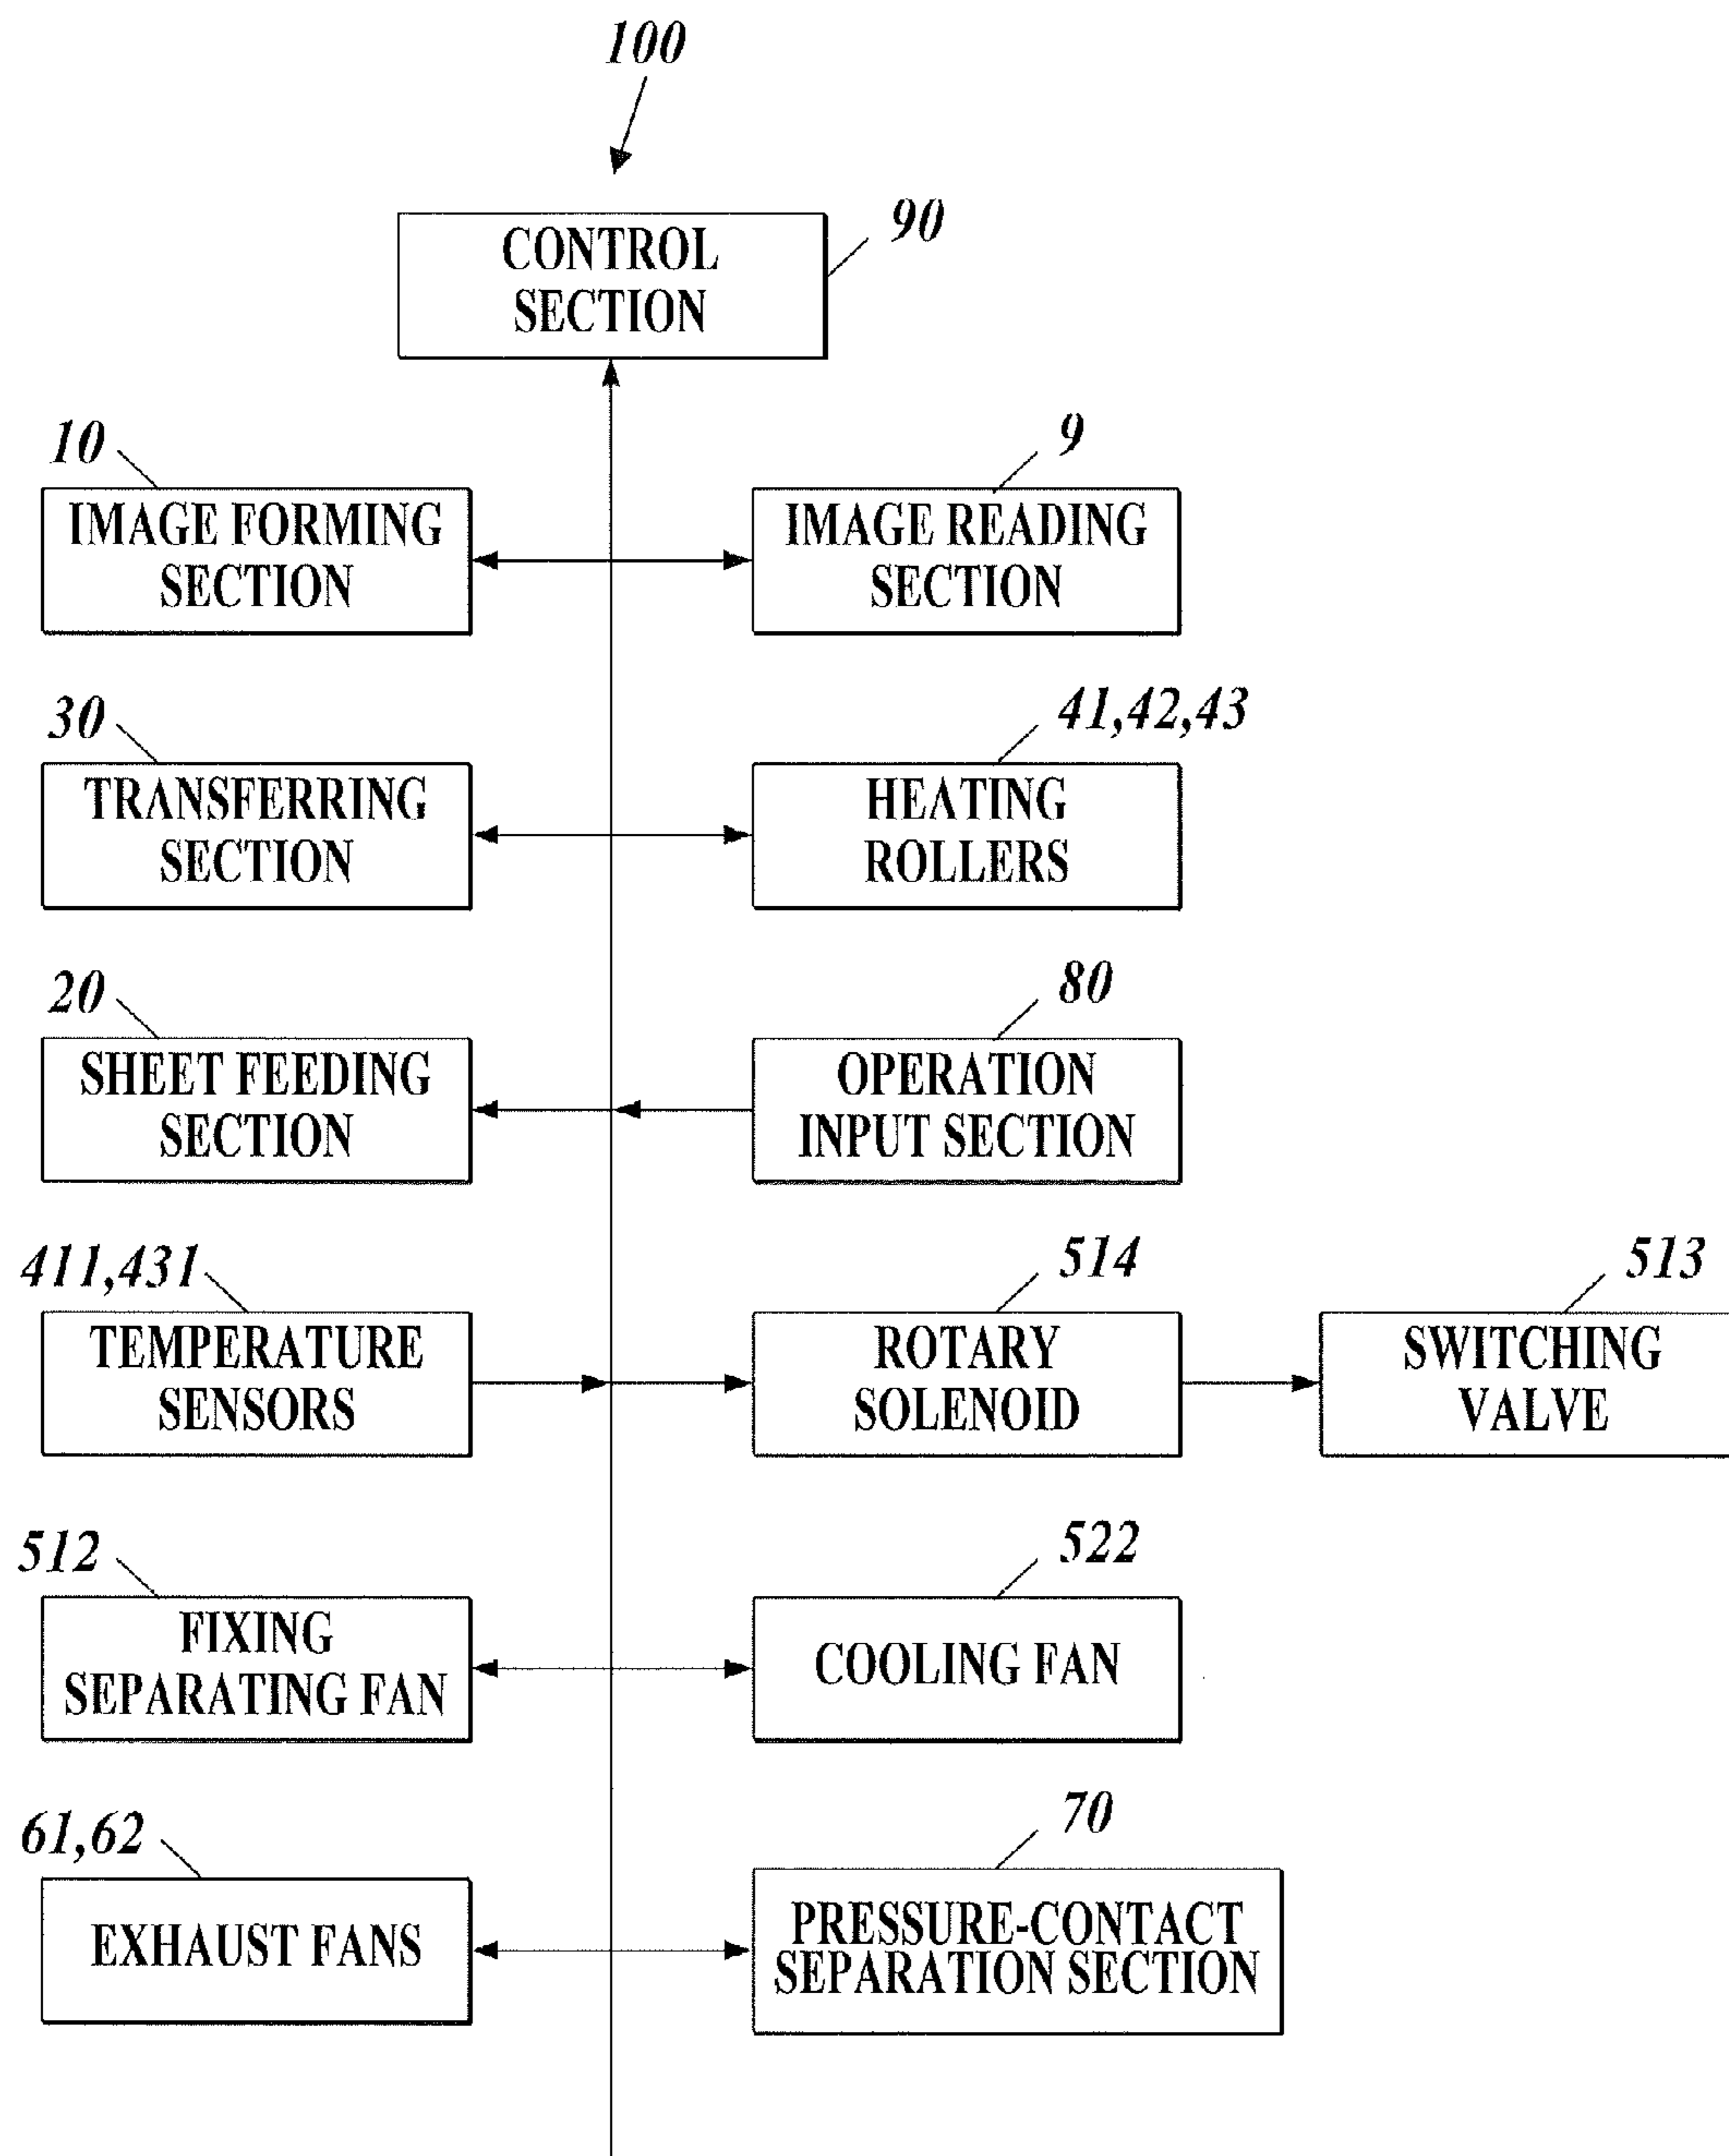 100
90
CONTROL
SECTION
10
IMAGE FORMING
SECTION
9
IMAGE READING
SECTION
30
TRANSFERRING
SECTION
41,42,43
HEATING
ROLLERS
20
SHEET FEEDING
SECTION
80
OPERATION
INPUT SECTION
411,431
TEMPERATURE
SENSORS
514
ROTARY
SOLENOID
513
SWITCHING
VALVE
512
FIXING
SEPARATING FAN
522
COOLING FAN
61,62
EXHAUST FANS
70
PRESSURE-CONTACT
SEPARATION SECTION